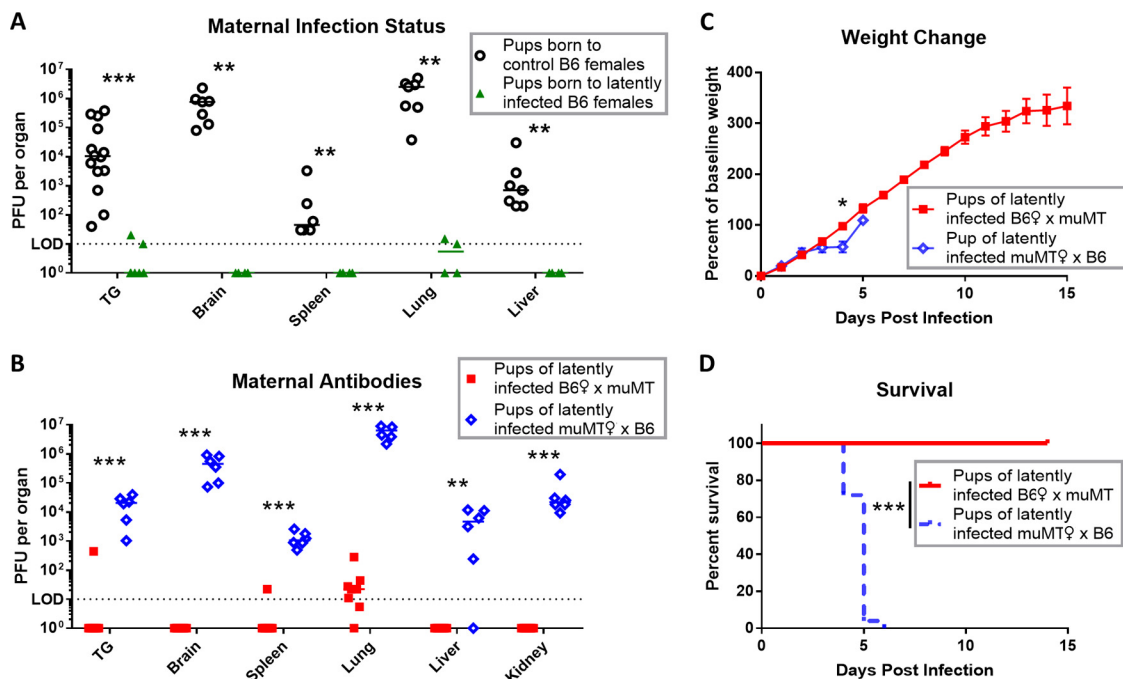 A
Maternal Infection Status
Pups born to
control B6 females
Pups born to latently
infected B6 females
PFU per organ
10⁷
10⁶
10⁵
10⁴
10³
10²
LOD
10⁰
***
**
**
**
**
TG
Brain
Spleen
Lung
Liver
B
Maternal Antibodies
Pups of latently
infected B6♀ x muMT
Pups of latently
infected muMT♀ x B6
PFU per organ
10⁷
10⁶
10⁵
10⁴
10³
10²
LOD
10⁰
***
***
***
***
**
***
TG
Brain
Spleen
Lung
Liver
Kidney
C
Weight Change
Percent of baseline weight
400
300
200
100
0
*
Pups of latently
infected B6♀ x muMT
Pup of latently
infected muMT♀ x B6
0
5
10
15
Days Post Infection
D
Survival
Percent survival
100
80
60
40
20
0
***
Pups of latently
infected B6♀ x muMT
Pups of latently
infected muMT♀ x B6
0
5
10
15
Days Post Infection